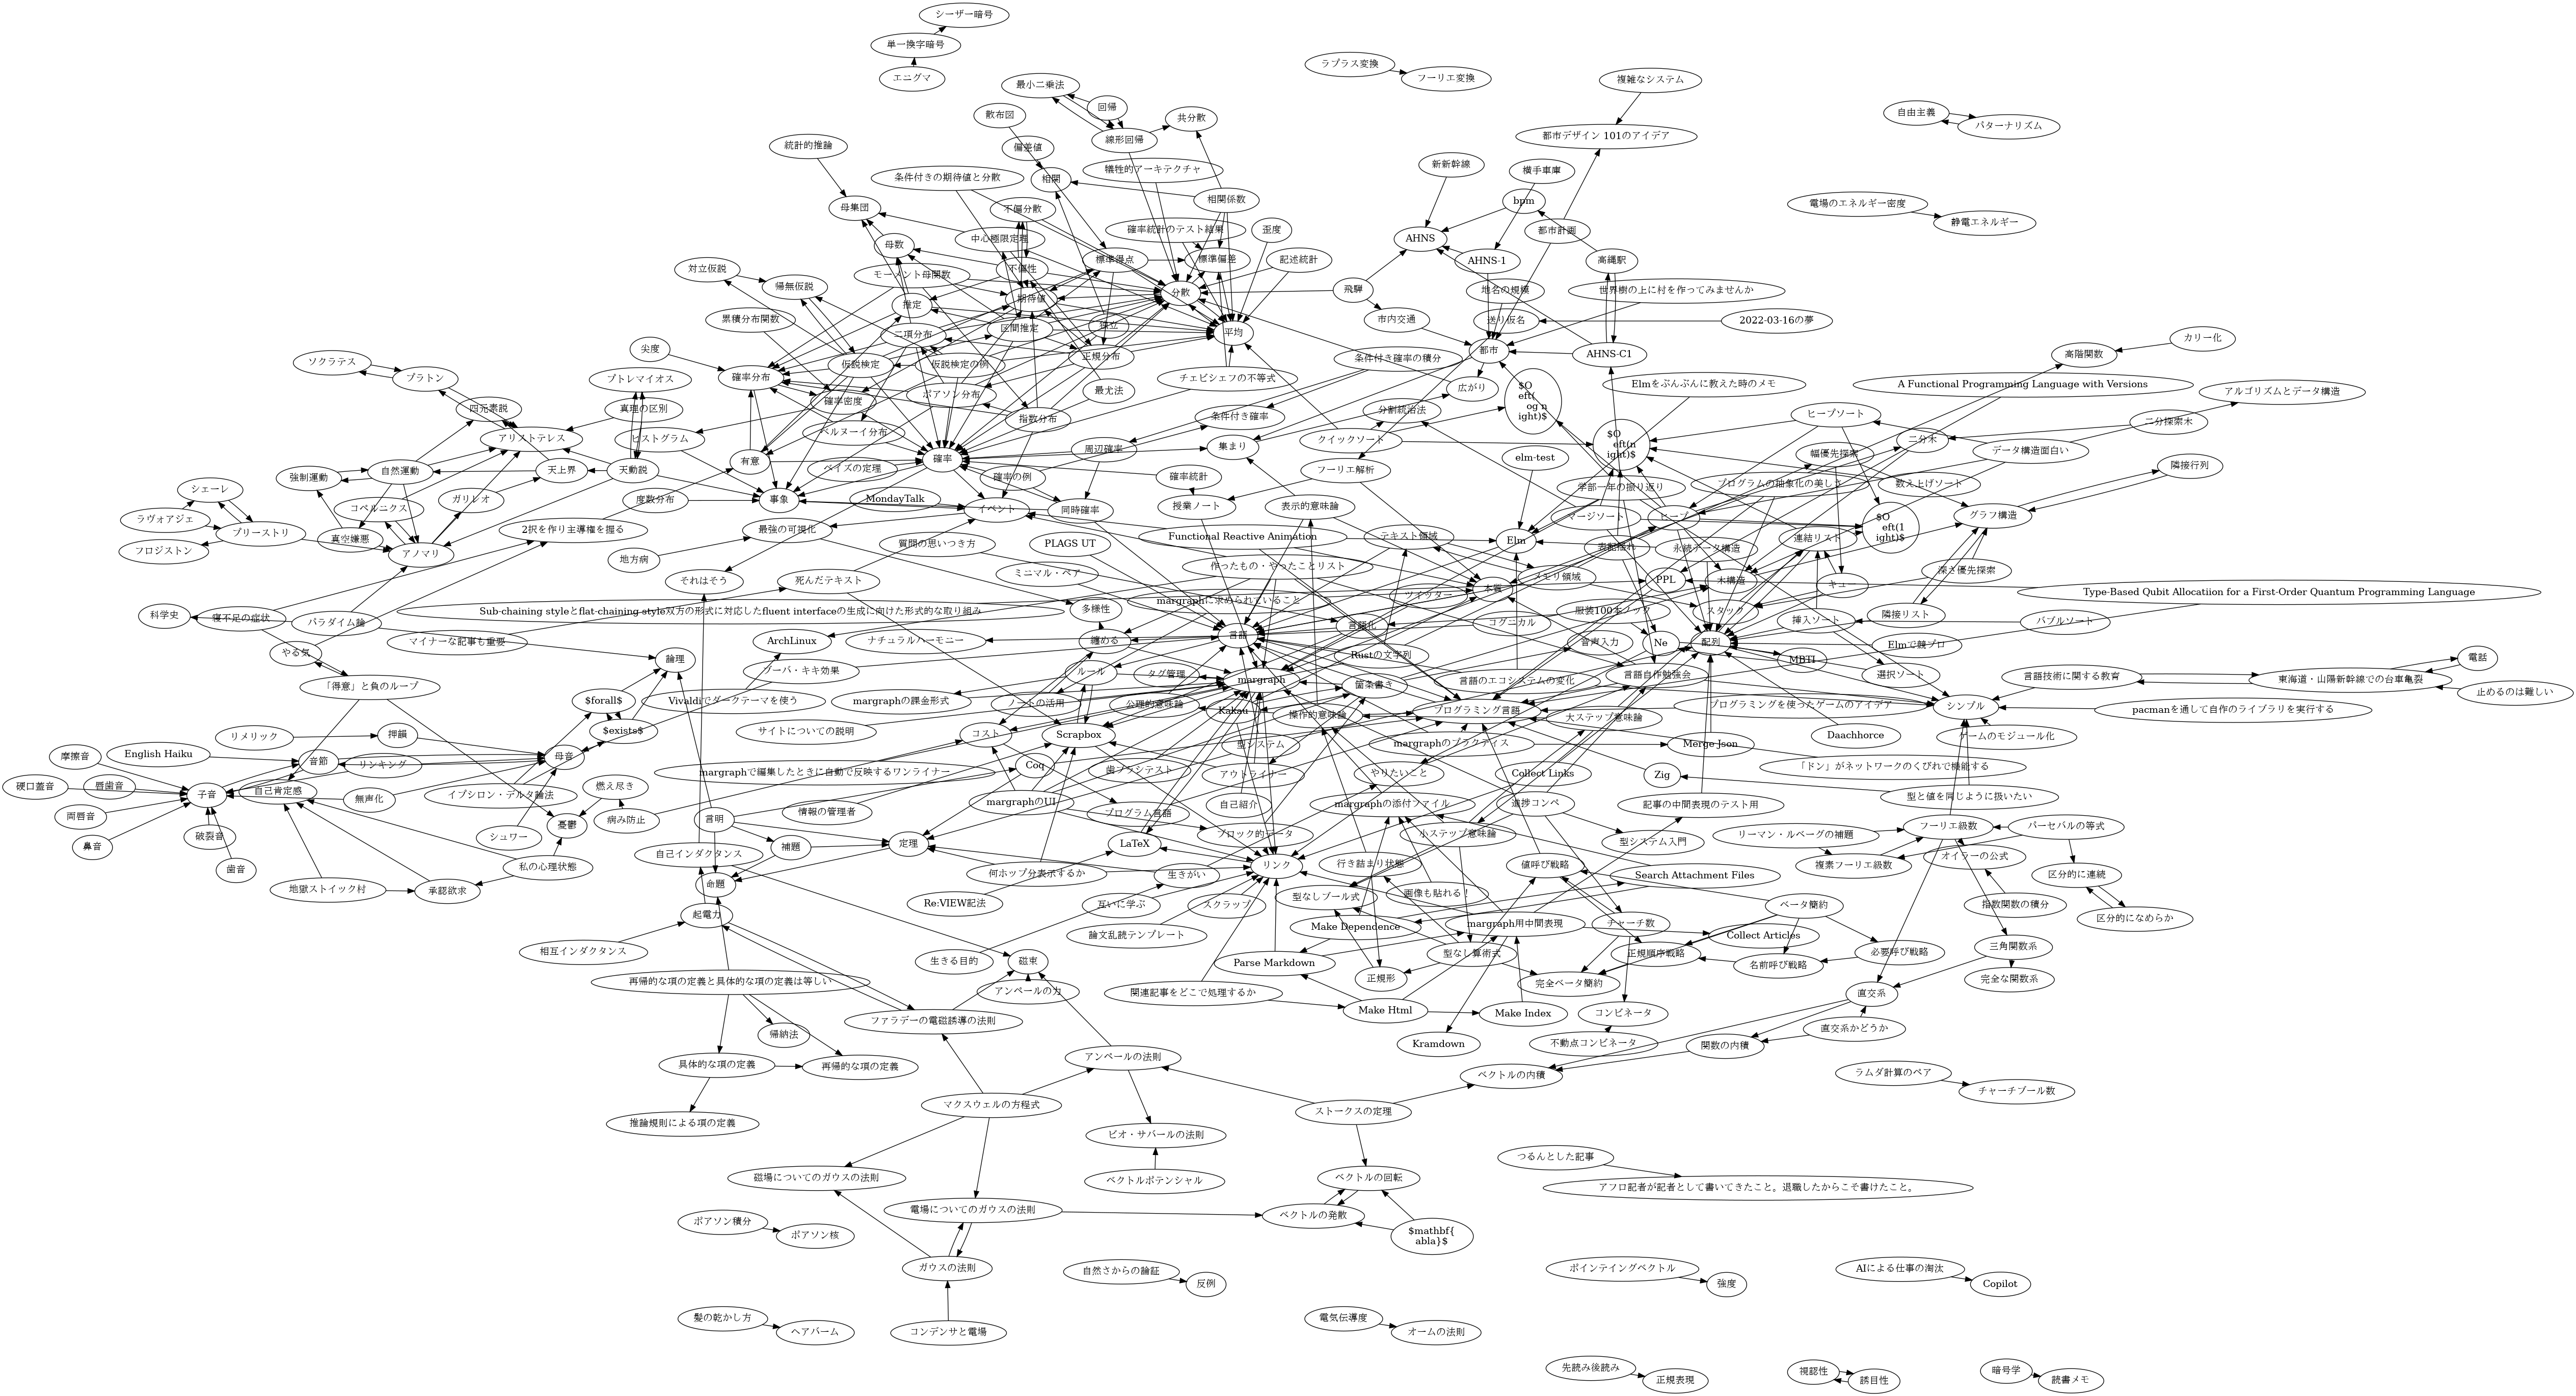 シーザー暗号
単一換字暗号
エニグマ
ラプラス変換
フーリエ変換
複雑なシステム
最小二乗法
回帰
散布図
共分散
線形回帰
自由主義
パターナリズム
都市デザイン 101のアイデア
統計的推論
偏差値
新新幹線
横手車庫
条件付きの期待値と分散
犠牲的アーキテクチャ
相関
相関係数
bpm
母集団
不偏分散
電場のエネルギー密度
静電エネルギー
確率統計のテスト結果
歪度
都市計画
AHNS
中心極限定理
母数
標準得点
標準偏差
記述統計
AHNS-1
高縄駅
対立仮説
モーメント母関数
不偏性
帰無仮説
推定
期待値
分散
飛騨
地名の規模
世界樹の上に村を作ってみませんか
累積分布関数
二項分布
区間推定
独立
平均
市内交通
送り仮名
2022-03-16の夢
カリー化
高階関数
尖度
都市
AHNS-C1
ソクラテス
プラトン
仮説検定
仮説検定の例
正規分布
条件付き確率の積分
確率分布
チェビシェフの不等式
広がり
Elmをぶんぶんに教えた時のメモ
A Functional Programming Language with Versions
アルゴリズムとデータ構造
プトレマイオス
確率密度
ポアソン分布
最尤法
$O
eft(
og n
ight)$
四元素説
真理の区別
指数分布
条件付き確率
分割統治法
ヒープソート
二分探索木
アリストテレス
ヒストグラム
ベルヌーイ分布
周辺確率
集まり
クイックソート
$O
eft(n
ight)$
二分木
データ構造面白い
有意
確率
フーリエ解析
elm-test
幅優先探索
強制運動
自然運動
天上界
天動説
ベイズの定理
確率の例
確率統計
学部一年の振り返り
プログラムの抽象化の美しさ
数え上げソート
隣接行列
シェーレ
ガリレオ
度数分布
事象
MondayTalk
授業ノート
表示的意味論
マージソート
ヒープ
グラフ構造
コペルニクス
イベント
同時確率
ラヴォアジェ
プリーストリ
真空嫌悪
2択を作り主導権を握る
最強の可視化
質問の思いつき方
Functional Reactive Animation
テキスト領域
Elm
表記揺れ
永続データ構造
連結リスト
$O
eft(1
ight)$
フロジストン
アノマリ
地方病
PLAGS UT
作ったもの・やったことリスト
それはそう
死んだテキスト
ミニマル・ペア
本質
メモリ領域
PPL
木構造
キュー
深さ優先探索
Type-Based Qubit Allocatiion for a First-Order Quantum Programming Language
科学史
寝不足の症状
Sub-chaining styleとflat-chaining style双方の形式に対応したfluent interfaceの生成に向けた形式的な取り組み
多様性
margraphに求められていること
ツイッター
服装100本ノック
スタック
隣接リスト
パラダイム論
挿入ソート
バブルソート
マイナーな記事も重要
ArchLinux
ナチュラルハーモニー
纏める
言語
言語化
コグニカル
音声入力
Ne
配列
Elmで競プロ
やる気
論理
ブーバ・キキ効果
ルール
タグ管理
Rustの文字列
MBTI
電話
「得意」と負のループ
margraph
箇条書き
言語のエコシステムの変化
言語自作勉強会
選択ソート
言語技術に関する教育
東海道・山陽新幹線での台車亀裂
止めるのは難しい
$forall$
Vivaldiでダークテーマを使う
margraphの課金形式
ノートの活用
公理的意味論
Kakau
プログラミング言語
プログラミングを使ったゲームのアイデア
シンプル
pacmanを通して自作のライブラリを実行する
$exists$
サイトについての説明
コスト
Scrapbox
操作的意味論
大ステップ意味論
Daachhorce
ゲームのモジュール化
リメリック
押韻
English Haiku
摩擦音
音節
リンキング
母音
型システム
margraphのプラクティス
Merge Json
「ドン」がネットワークのくびれで機能する
margraphで編集したときに自動で反映するワンライナー
Coq
歯ブラシテスト
アウトライナー
やりたいこと
Collect Links
Zig
硬口蓋音
唇歯音
子音
自己肯定感
無声化
イプシロン・デルタ論法
燃え尽き
margraphのUI
自己紹介
margraphの添付ファイル
進捗コンペ
記事の中間表現のテスト用
型と値を同じように扱いたい
両唇音
情報の管理者
プログラム言語
憂鬱
病み防止
言明
破裂音
シュワー
鼻音
LaTeX
ブロック的データ
小ステップ意味論
型システム入門
リーマン・ルベーグの補題
フーリエ級数
パーセバルの等式
自己インダクタンス
補題
定理
歯音
私の心理状態
リンク
行き詰まり状態
値呼び戦略
複素フーリエ級数
オイラーの公式
地獄ストイック村
承認欲求
命題
何ホップ分表示するか
生きがい
Search Attachment Files
区分的に連続
Re:VIEW記法
互いに学ぶ
スクラップ
型なしブール式
画像も貼れる！
ベータ簡約
指数関数の積分
区分的になめらか
起電力
論文乱読テンプレート
Make Dependence
margraph用中間表現
チャーチ数
Collect Articles
相互インダクタンス
生きる目的
磁束
Parse Markdown
型なし算術式
正規順序戦略
名前呼び戦略
必要呼び戦略
三角関数系
正規形
再帰的な項の定義と具体的な項の定義は等しい
アンペールの力
関連記事をどこで処理するか
完全ベータ簡約
完全な関数系
直交系
ファラデーの電磁誘導の法則
Make Html
Make Index
コンビネータ
帰納法
直交系かどうか
Kramdown
不動点コンビネータ
関数の内積
具体的な項の定義
再帰的な項の定義
アンペールの法則
ベクトルの内積
ラムダ計算のペア
チャーチブール数
マクスウェルの方程式
ストークスの定理
推論規則による項の定義
ビオ・サバールの法則
つるんとした記事
磁場についてのガウスの法則
ベクトルポテンシャル
ベクトルの回転
アフロ記者が記者として書いてきたこと。退職したからこそ書けたこと。
電場についてのガウスの法則
ベクトルの発散
ポアソン積分
ポアソン核
$mathbf{
abla}$
ガウスの法則
自然さからの論証
反例
ポインテイングベクトル
強度
AIによる仕事の淘汰
Copilot
髪の乾かし方
ヘアバーム
コンデンサと電場
電気伝導度
オームの法則
先読み後読み
正規表現
視認性
誘目性
暗号学
読書メモ